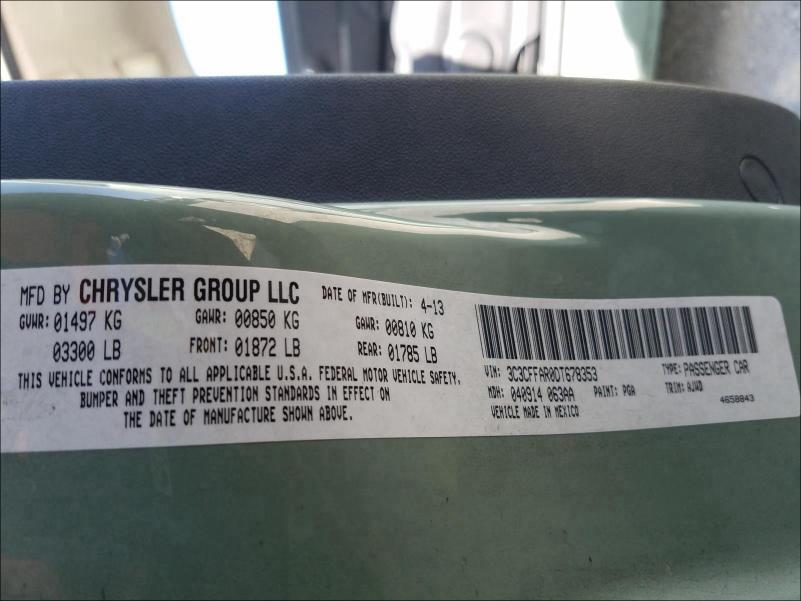 MFD BY CHRYSLER GROUP LLC DATE OF MFR(BUILT): 4-13
GVWR: 01497 KG GAWR: 00850 KG GAWR: 00810 KG
03300 LB FRONT: 01872 LB REAR: 01785 LB
THIS VEHICLE CONFORMS TO ALL APPLICABLE U.S.A. FEDERAL MOTOR VEHICLE SAFETY,
BUMPER AND THEFT PREVENTION STANDARDS IN EFFECT ON
THE DATE OF MANUFACTURE SHOWN ABOVE.
VIN: 3C3CFFAR0DT678353 TYPE: PASSENGER CAR
MDH: 040914 063AA PAINT: PGA TRIM: AJWD
VEHICLE MADE IN MEXICO 4658843